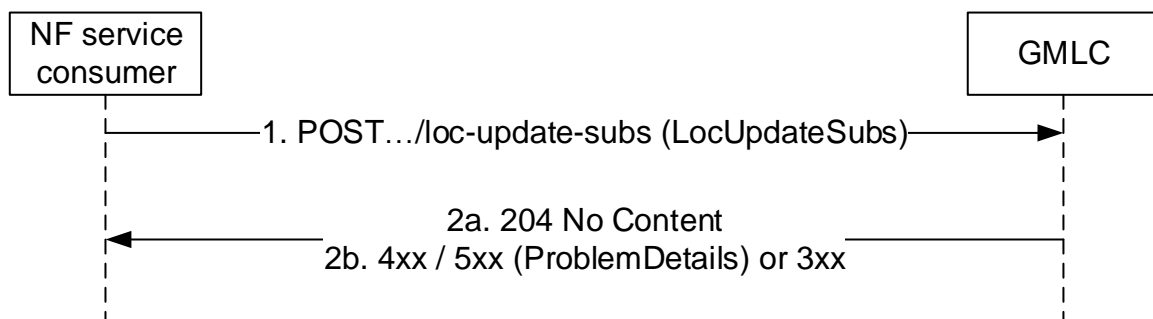 NF service
consumer
GMLC
1. POST…/loc-update-subs (LocUpdateSubs)
2a. 204 No Content
2b. 4xx / 5xx (ProblemDetails) or 3xx